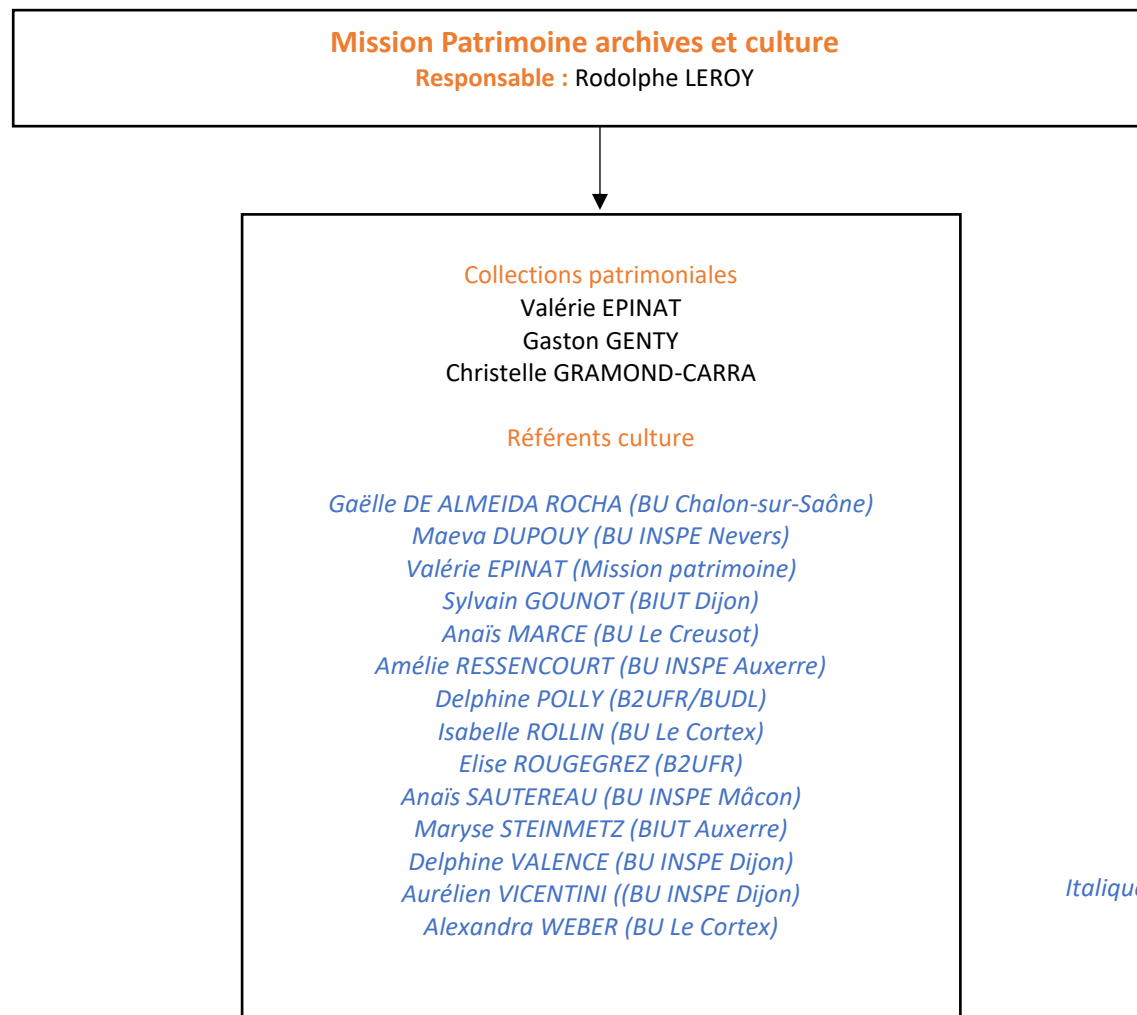 Mission Patrimoine archives et culture
Responsable : Rodolphe LEROY
Collections patrimoniales
Valérie EPINAT
Gaston GENTY
Christelle GRAMOND-CARRA
Référents culture
Gaëlle DE ALMEIDA ROCHA (BU Chalon-sur-Saône)
Maeva DUPOUY (BU INSPE Nevers)
Valérie EPINAT (Mission patrimoine)
Sylvain GOUNOT (BIUT Dijon)
Anaïs MARCE (BU Le Creusot)
Amélie RESSENCOURT (BU INSPE Auxerre)
Delphine POLLY (B2UFR/BUDL)
Isabelle ROLLIN (BU Le Cortex)
Elise ROUGEGREZ (B2UFR)
Anaïs SAUTEREAU (BU INSPE Mâcon)
Maryse STEINMETZ (BIUT Auxerre)
Delphine VALENCE (BU INSPE Dijon)
Aurélien VICENTINI ((BU INSPE Dijon)
Alexandra WEBER (BU Le Cortex)
Italique